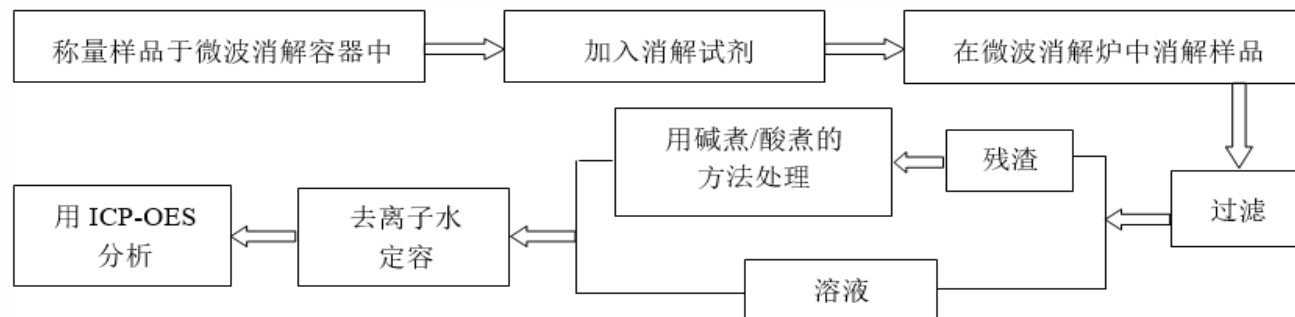 称量样品于微波消解容器中
加入消解试剂
在微波消解炉中消解样品
过滤
残渣
用碱煮/酸煮的
方法处理
溶液
去离子水
定容
用 ICP-OES
分析